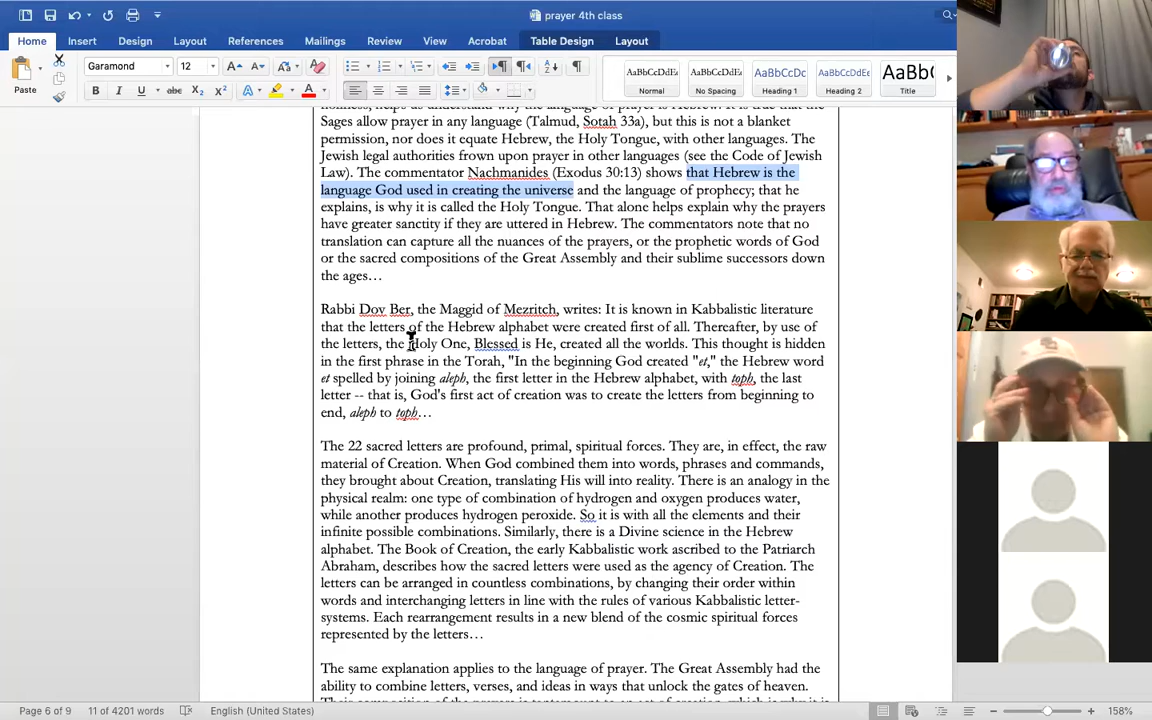 prayer 4th class
Home Insert Design Layout References Mailings Review View Acrobat Table Design Layout
Paste
Garamond 12
AaBbCcDdEe AaBbCcDdEe AaBbCcDc AaBbCcDdE AaBb(
Normal No Spacing Heading 1 Heading 2 Title
holiness, helps us understand why the language of prayer is Hebrew. It is true that the
Sages allow prayer in any language (Talmud, Sotah 33a), but this is not a blanket
permission, nor does it equate Hebrew, the Holy Tongue, with other languages. The
Jewish legal authorities frown upon prayer in other languages (see the Code of Jewish
Law). The commentator Nachmanides (Exodus 30:13) shows that Hebrew is the
language God used in creating the universe and the language of prophecy; that he
explains, is why it is called the Holy Tongue. That alone helps explain why the prayers
have greater sanctity if they are uttered in Hebrew. The commentators note that no
translation can capture all the nuances of the prayers, or the prophetic words of God
or the sacred compositions of the Great Assembly and their sublime successors down
the ages…
Rabbi Dov Ber, the Maggid of Mezritch, writes: It is known in Kabbalistic literature
that the letters of the Hebrew alphabet were created first of all. Thereafter, by use of
the letters, the Holy One, Blessed is He, created all the worlds. This thought is hidden
in the first phrase in the Torah, "In the beginning God created "et," the Hebrew word
et spelled by joining aleph, the first letter in the Hebrew alphabet, with toph, the last
letter -- that is, God's first act of creation was to create the letters from beginning to
end, aleph to toph…
The 22 sacred letters are profound, primal, spiritual forces. They are, in effect, the raw
material of Creation. When God combined them into words, phrases and commands,
they brought about Creation, translating His will into reality. There is an analogy in the
physical realm: one type of combination of hydrogen and oxygen produces water,
while another produces hydrogen peroxide. So it is with all the elements and their
infinite possible combinations. Similarly, there is a Divine science in the Hebrew
alphabet. The Book of Creation, the early Kabbalistic work ascribed to the Patriarch
Abraham, describes how the sacred letters were used as the agency of Creation. The
letters can be arranged in countless combinations, by changing their order within
words and interchanging letters in line with the rules of various Kabbalistic letter-
systems. Each rearrangement results in a new blend of the cosmic spiritual forces
represented by the letters…
The same explanation applies to the language of prayer. The Great Assembly had the
ability to combine letters, verses, and ideas in ways that unlock the gates of heaven.
Page 6 of 9 11 of 4201 words English (United States) 158%